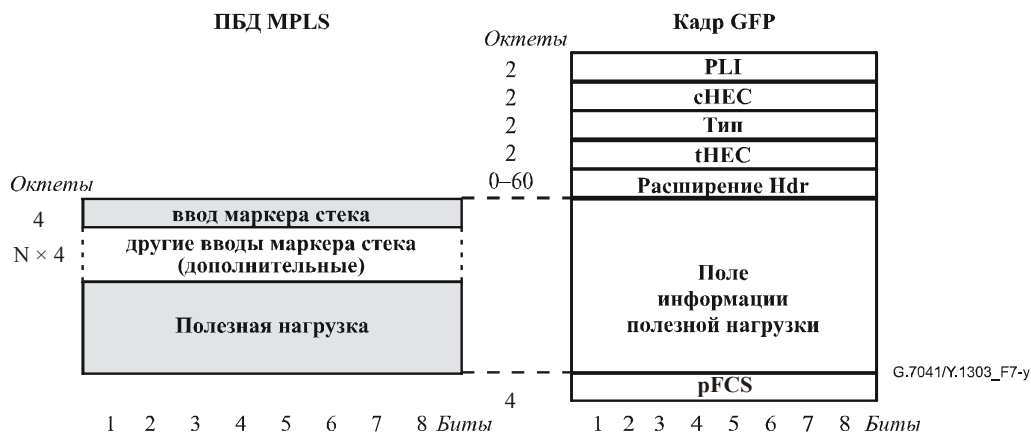 ПБД MPLS
Кадр GFP
Октеты
2 PLI
2 cHEC
2 Тип
2 tHEC
0–60 Расширение Hdr
Октеты
4 ввод маркера стека
N × 4 другие вводы маркера стека
(дополнительные)
Полезная нагрузка
Поле
информации
полезной нагрузки
G.7041/Y.1303_F7-y
4 pFCS
1 2 3 4 5 6 7 8 Биты
1 2 3 4 5 6 7 8 Биты